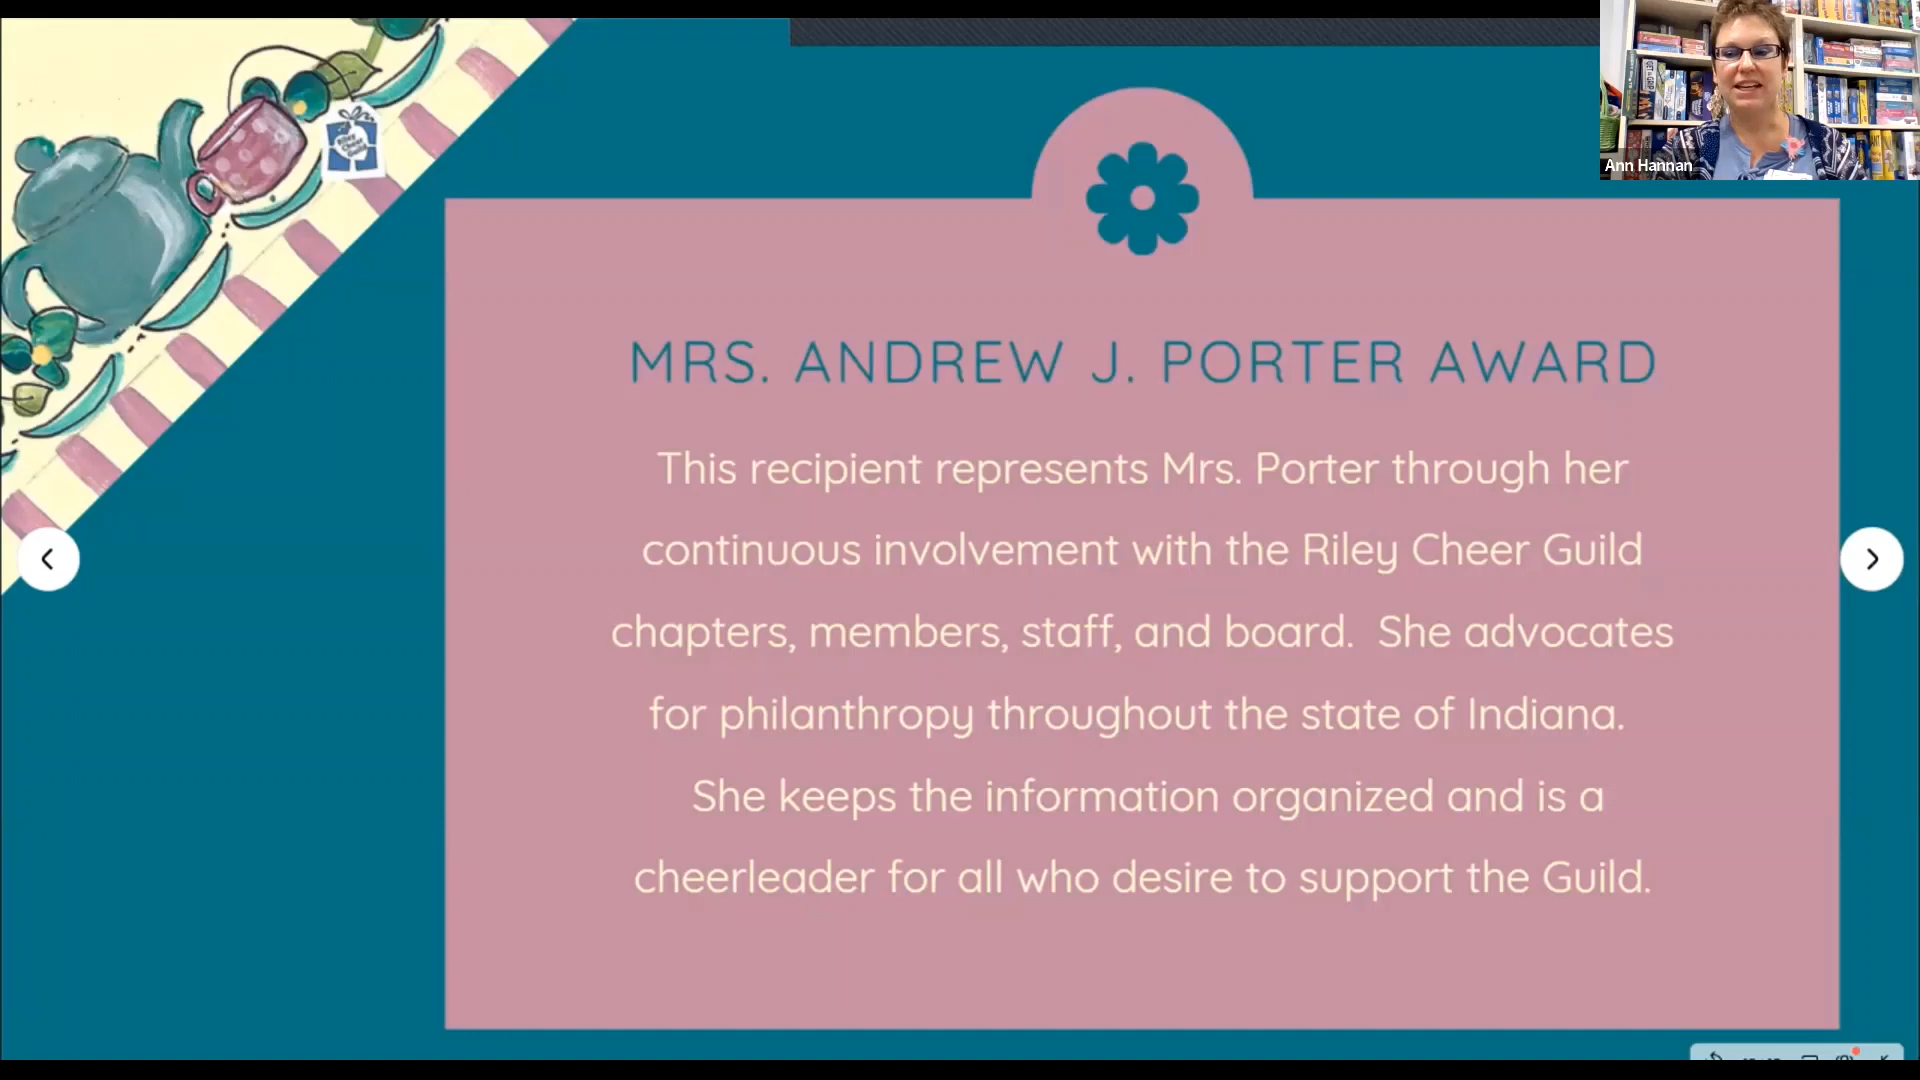 Ann Hannan
MRS. ANDREW J. PORTER AWARD
This recipient represents Mrs. Porter through her
continuous involvement with the Riley Cheer Guild
chapters, members, staff, and board.  She advocates
for philanthropy throughout the state of Indiana.
She keeps the information organized and is a
cheerleader for all who desire to support the Guild.